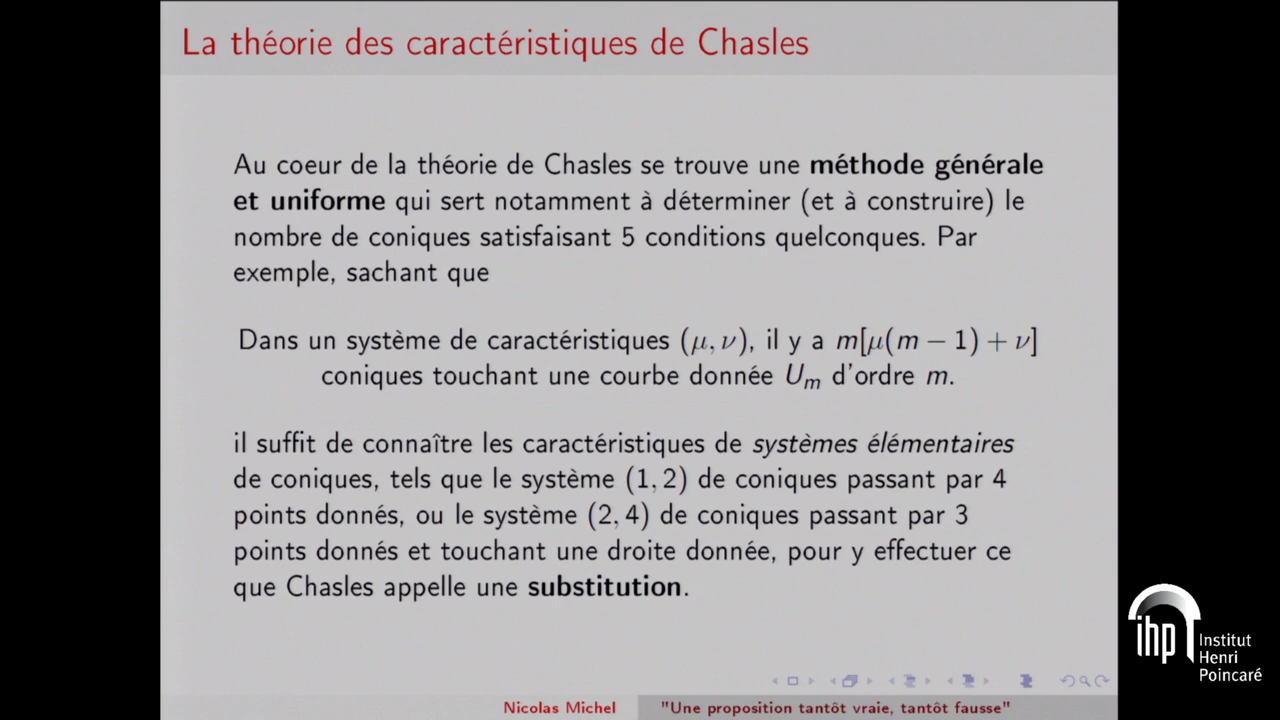 La théorie des caractéristiques de Chasles
Au coeur de la théorie de Chasles se trouve une méthode générale
et uniforme qui sert notamment à déterminer (et à construire) le
nombre de coniques satisfaisant 5 conditions quelconques. Par
exemple, sachant que
Dans un système de caractéristiques (μ, ν), il y a m[μ(m − 1) + ν]
coniques touchant une courbe donnée Uₘ d'ordre m.
il suffit de connaître les caractéristiques de systèmes élémentaires
de coniques, tels que le système (1, 2) de coniques passant par 4
points donnés, ou le système (2, 4) de coniques passant par 3
points donnés et touchant une droite donnée, pour y effectuer ce
que Chasles appelle une substitution.
Nicolas Michel
"Une proposition tantôt vraie, tantôt fausse"
ihp
Institut
Henri
Poincaré